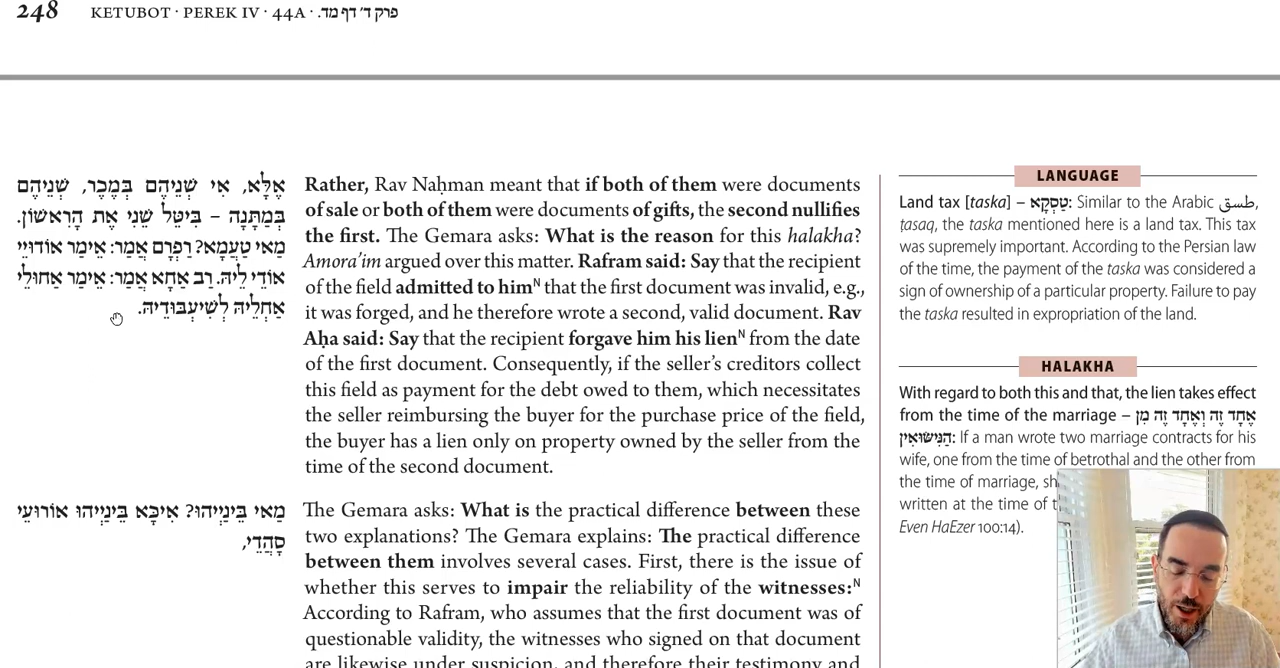 248 KETUBOT · PEREK IV · 44A · .פרק ד׳ דף מד
אֶלָּא, אִי שְׁנֵיהֶם בְּמֶכֶר, שְׁנֵיהֶם
בְּמַתָּנָה – בִּיטֵּל שֵׁנִי אֶת הָרִאשׁוֹן.
מַאי טַעְמָא? רַפְרָם אָמַר: אֵימַר אוֹדוֹיֵי
אוֹדִי לֵיהּ. רַב אַחָא אָמַר: אֵימַר אַחוֹלֵי
אַחְלֵיהּ לְשִׁיעְבּוּדֵיהּ.
Rather, Rav Naḥman meant that if both of them were documents
of sale or both of them were documents of gifts, the second nullifies
the first. The Gemara asks: What is the reason for this halakha?
Amora'im argued over this matter. Rafram said: Say that the recipient
of the field admitted to himᴺ that the first document was invalid, e.g.,
it was forged, and he therefore wrote a second, valid document. Rav
Aḥa said: Say that the recipient forgave him his lienᴺ from the date
of the first document. Consequently, if the seller's creditors collect
this field as payment for the debt owed to them, which necessitates
the seller reimbursing the buyer for the purchase price of the field,
the buyer has a lien only on property owned by the seller from the
time of the second document.
מַאי בֵּינַיְיהוּ? אִיכָּא בֵּינַיְיהוּ אוֹרוֹעֵי
סָהֲדֵי,
The Gemara asks: What is the practical difference between these
two explanations? The Gemara explains: The practical difference
between them involves several cases. First, there is the issue of
whether this serves to impair the reliability of the witnesses:ᴺ
According to Rafram, who assumes that the first document was of
questionable validity, the witnesses who signed on that document
are likewise under suspicion, and therefore their testimony and
LANGUAGE
Land tax [taska] – טַסְקָא: Similar to the Arabic طسق,
ṭasaq, the taska mentioned here is a land tax. This tax
was supremely important. According to the Persian law
of the time, the payment of the taska was considered a
sign of ownership of a particular property. Failure to pay
the taska resulted in expropriation of the land.
HALAKHA
With regard to both this and that, the lien takes effect
from the time of the marriage – אֶחָד זֶה וְאֶחָד זֶה מִן
הַנִּישּׂוּאִין: If a man wrote two marriage contracts for his
wife, one from the time of betrothal and the other from
the time of marriage, sh
written at the time of t
Even HaEzer 100:14).